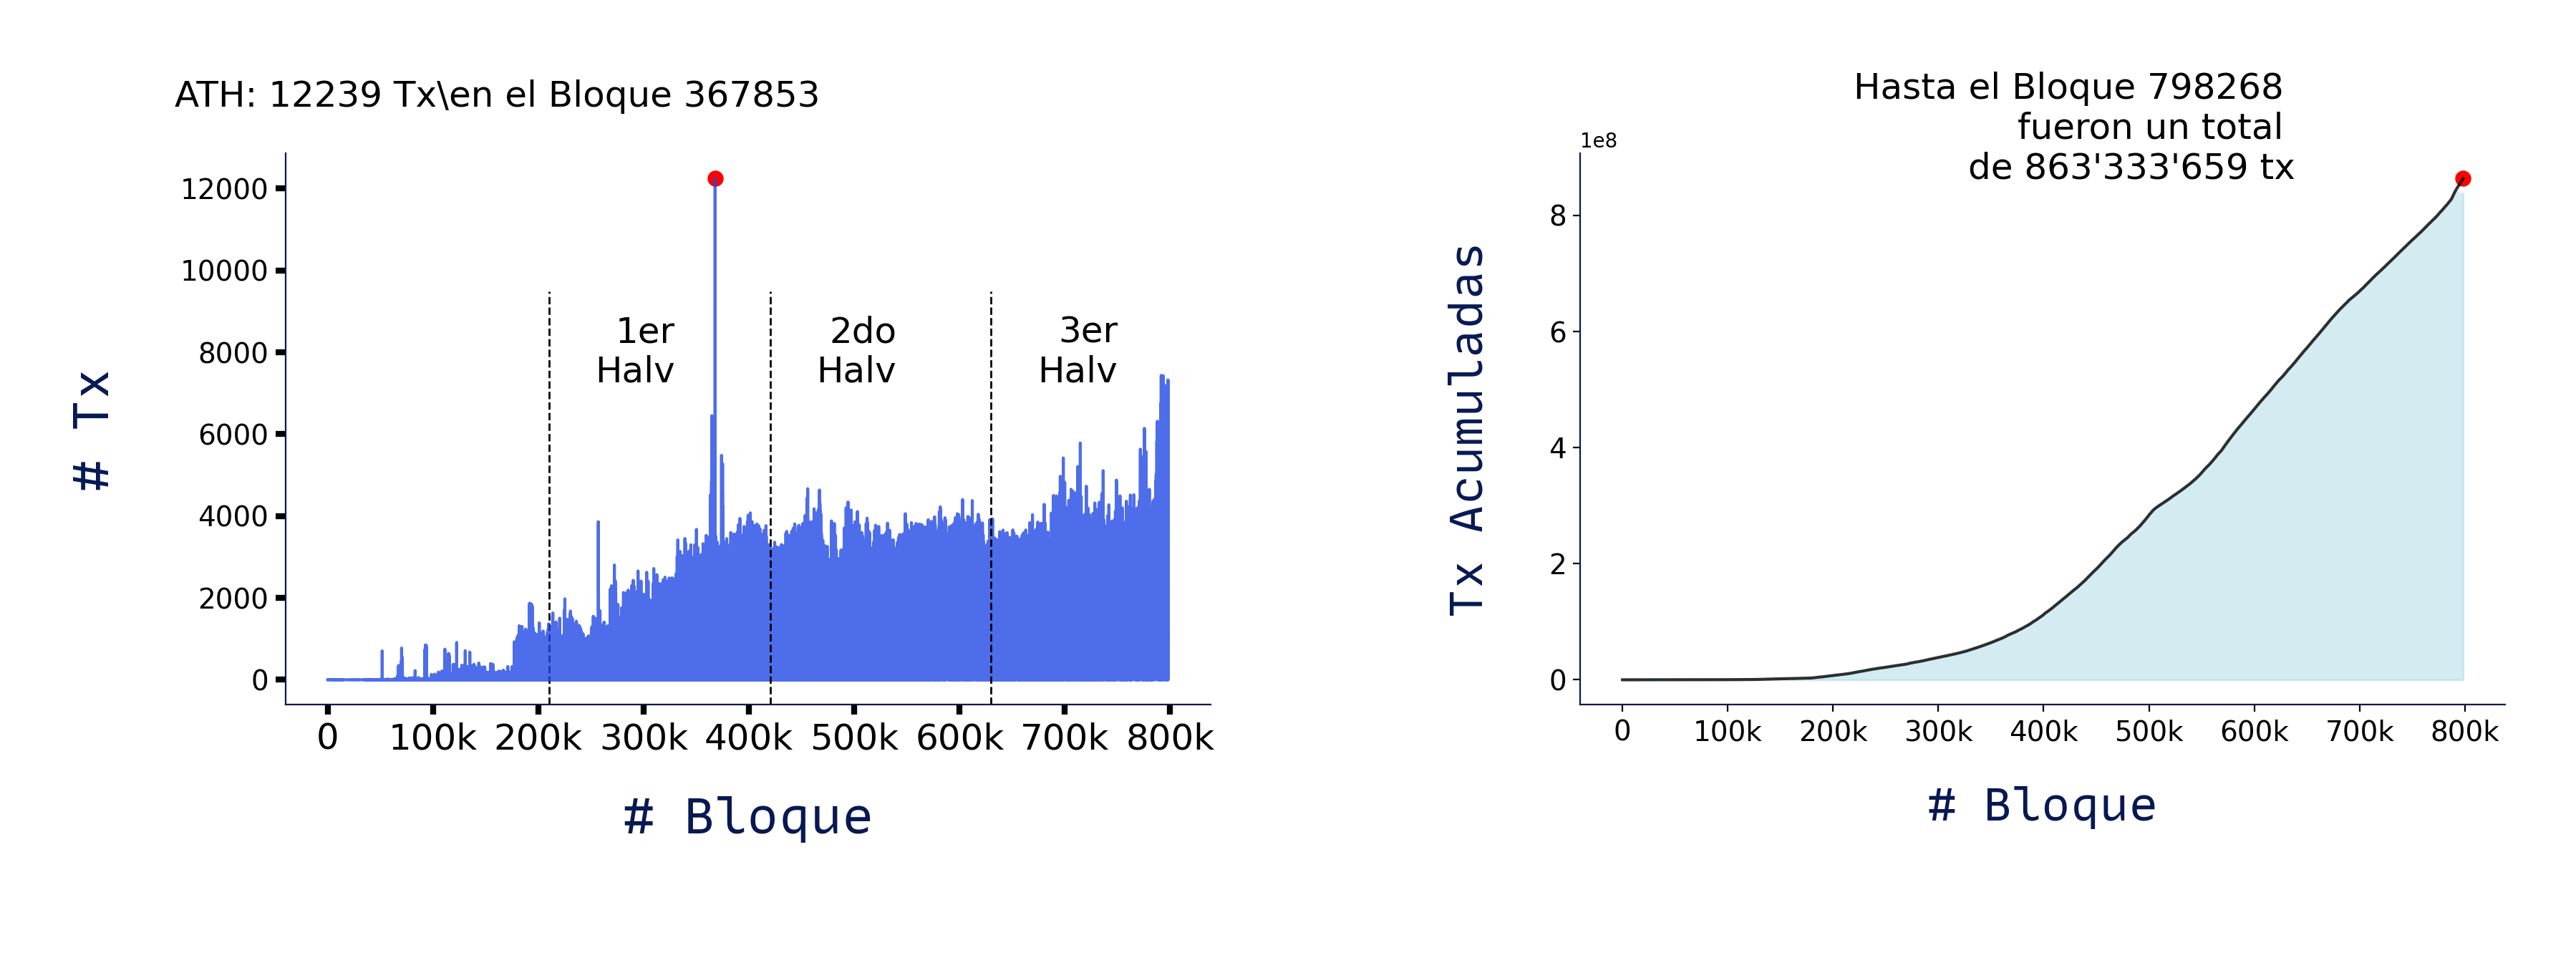 ATH: 12239 Tx\en el Bloque 367853
# Tx
12000
10000
8000
6000
4000
2000
0
1er
Halv
2do
Halv
3er
Halv
0 100k 200k 300k 400k 500k 600k 700k 800k
# Bloque
Hasta el Bloque 798268
fueron un total
de 863'333'659 tx
1e8
Tx Acumuladas
8
6
4
2
0
0 100k 200k 300k 400k 500k 600k 700k 800k
# Bloque